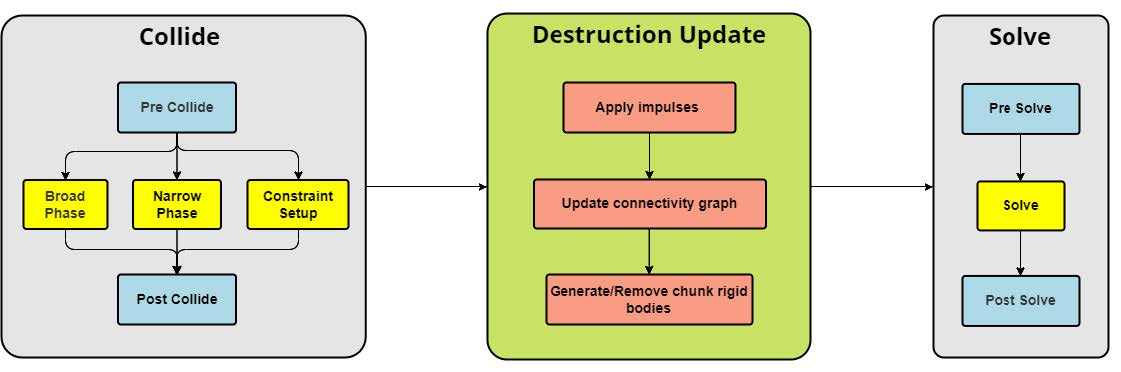 Collide
Pre Collide
Broad
Phase
Narrow
Phase
Constraint
Setup
Post Collide
Destruction Update
Apply impulses
Update connectivity graph
Generate/Remove chunk rigid
bodies
Solve
Pre Solve
Solve
Post Solve